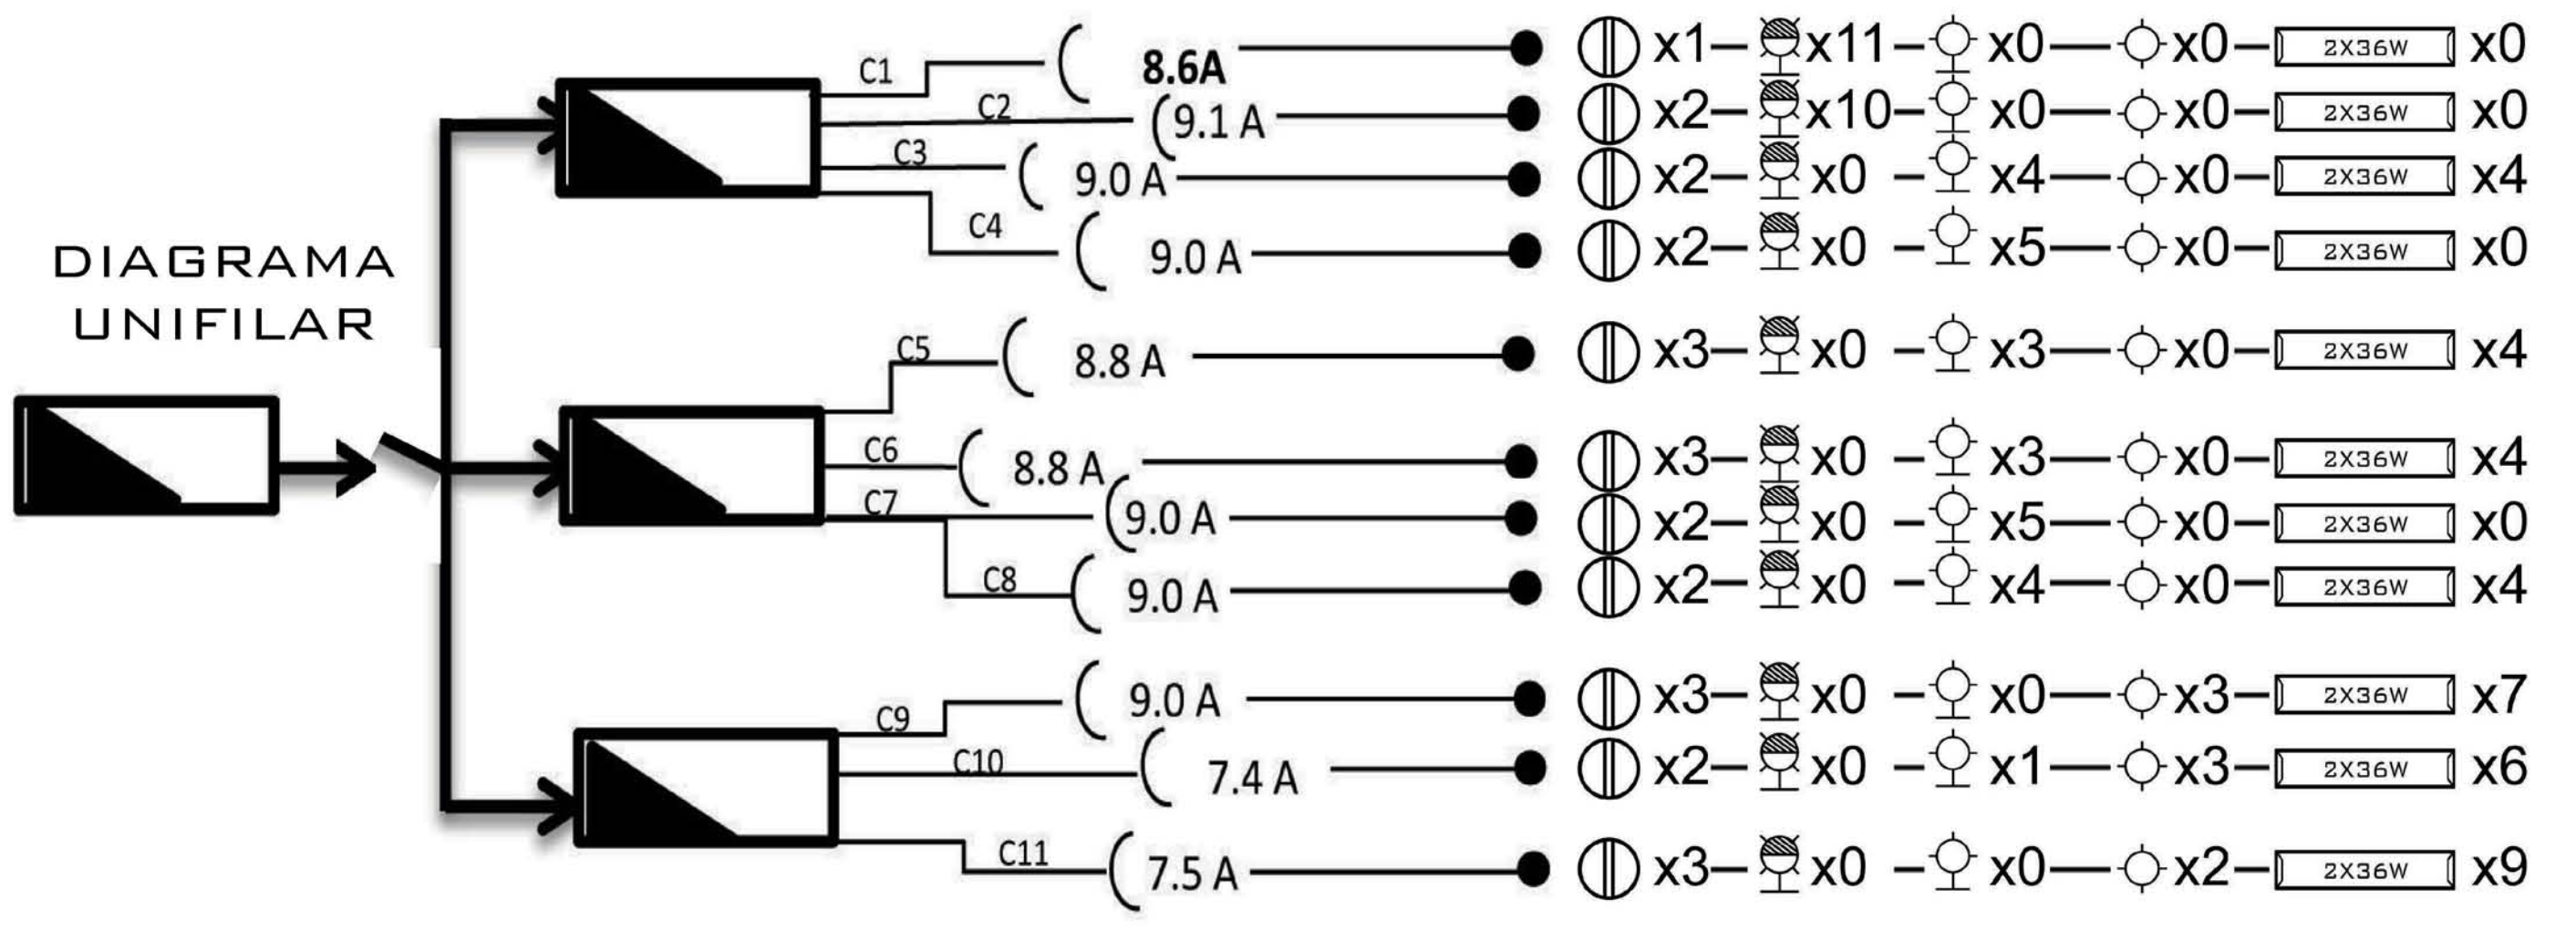 DIAGRAMA
UNIFILAR
C1 8.6A x1 x11 x0 x0 2X36W x0
C2 9.1 A x2 x10 x0 x0 2X36W x0
C3 9.0 A x2 x0 x4 x0 2X36W x4
C4 9.0 A x2 x0 x5 x0 2X36W x0
C5 8.8 A x3 x0 x3 x0 2X36W x4
C6 8.8 A x3 x0 x3 x0 2X36W x4
C7 9.0 A x2 x0 x5 x0 2X36W x0
C8 9.0 A x2 x0 x4 x0 2X36W x4
C9 9.0 A x3 x0 x0 x3 2X36W x7
C10 7.4 A x2 x0 x1 x3 2X36W x6
C11 7.5 A x3 x0 x0 x2 2X36W x9